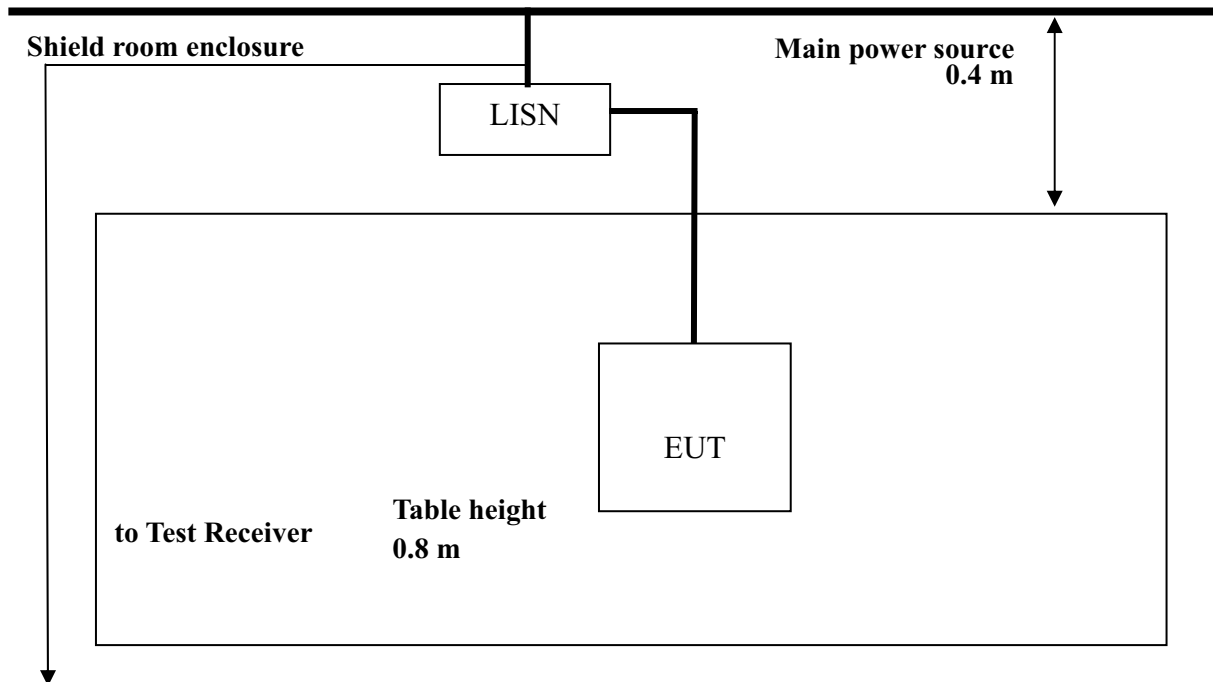 Shield room enclosure
Main power source
0.4 m
LISN
EUT
Table height
0.8 m
to Test Receiver